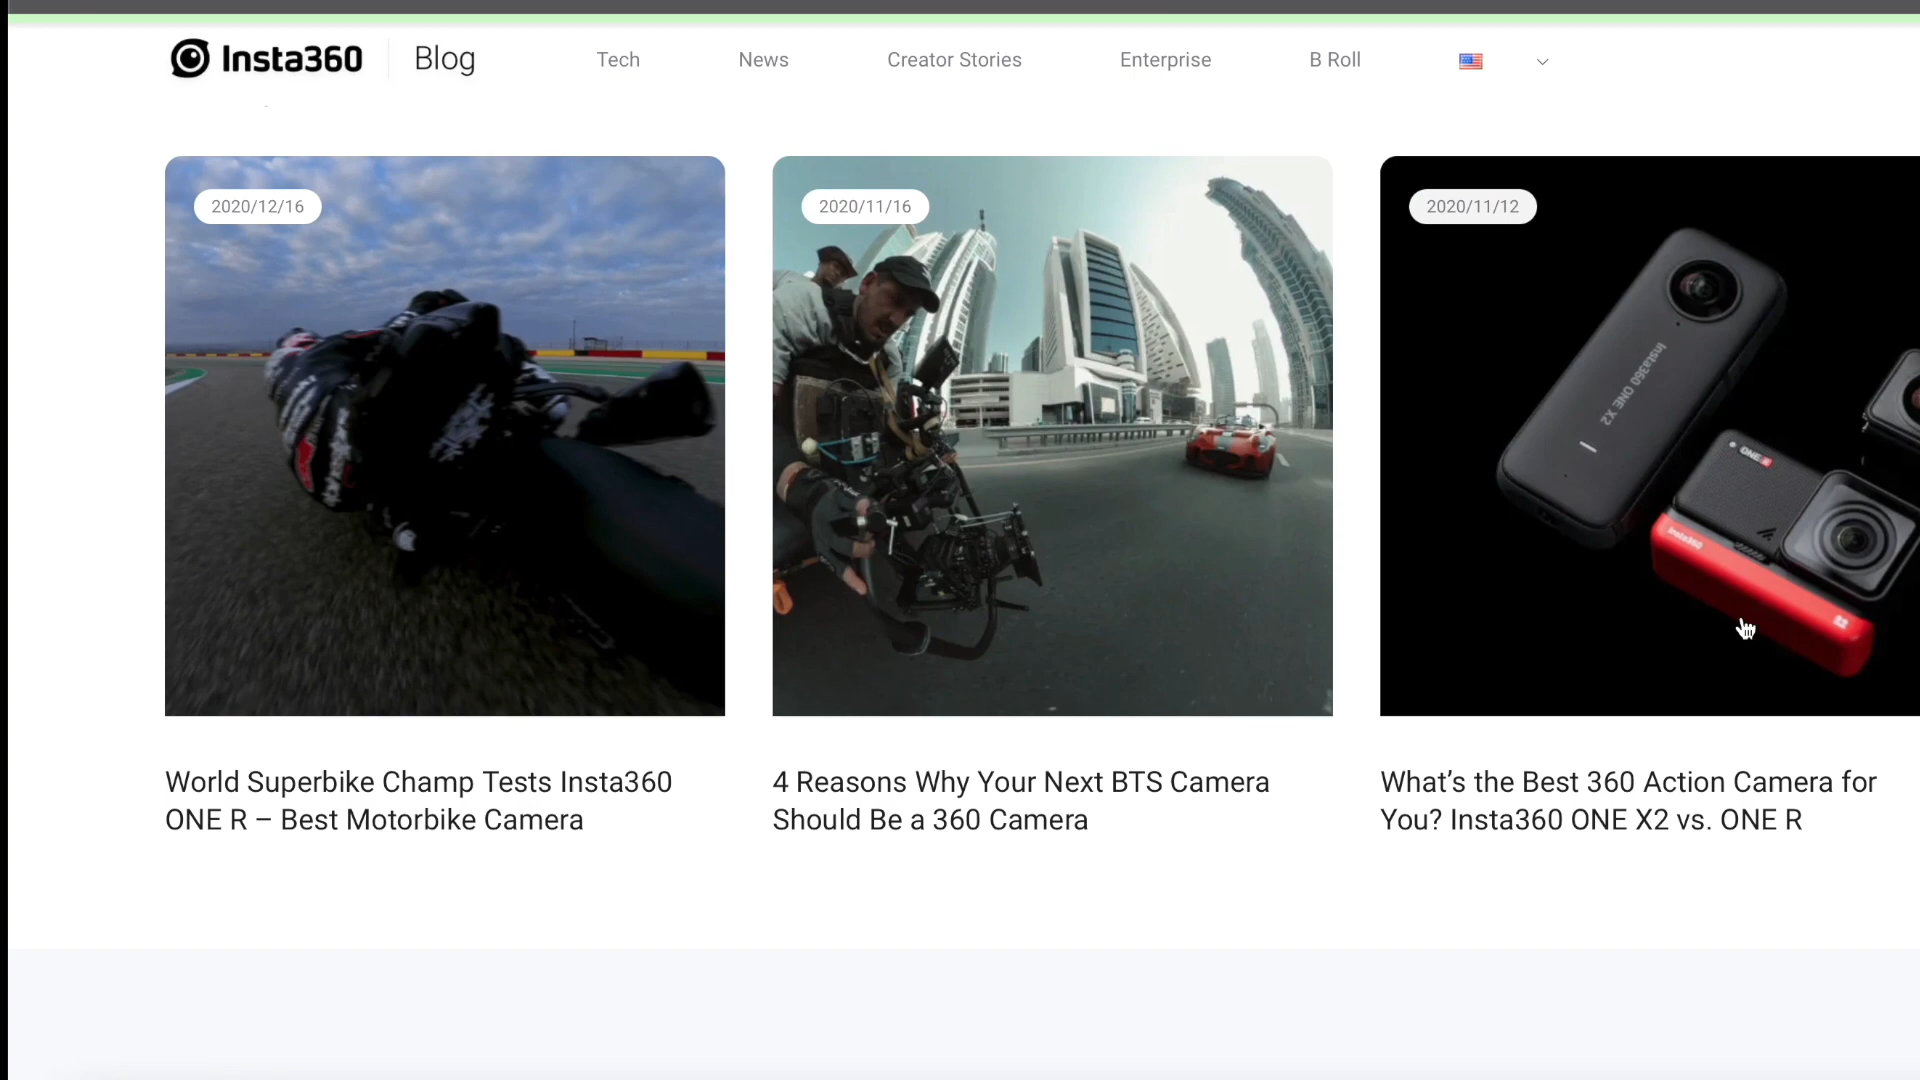 Insta360
Blog
Tech
News
Creator Stories
Enterprise
B Roll
2020/12/16
2020/11/16
2020/11/12
Insta360 ONE X2
ONE R
Insta360
World Superbike Champ Tests Insta360
ONE R – Best Motorbike Camera
4 Reasons Why Your Next BTS Camera
Should Be a 360 Camera
What’s the Best 360 Action Camera for
You? Insta360 ONE X2 vs. ONE R